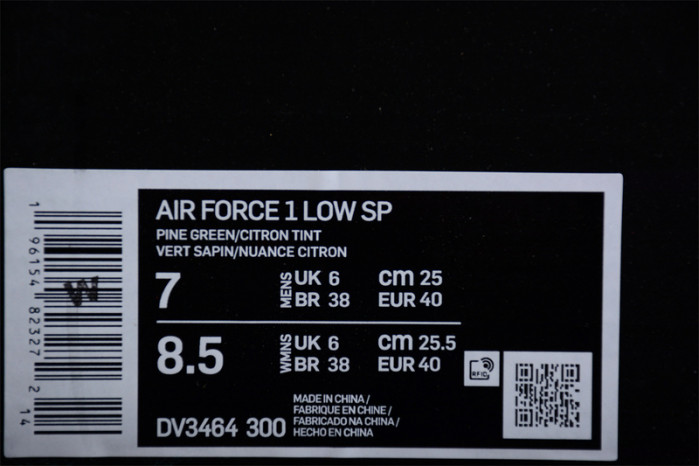 AIR FORCE 1 LOW SP
PINE GREEN/CITRON TINT
VERT SAPIN/NUANCE CITRON
7 MENS UK 6 cm 25
BR 38 EUR 40
8.5 WMNS UK 6 cm 25.5
BR 38 EUR 40
RFID
DV3464 300
MADE IN CHINA /
FABRIQUE EN CHINE /
FABRICADO NA CHINA /
HECHO EN CHINA
1 96154 82327 2 14
W